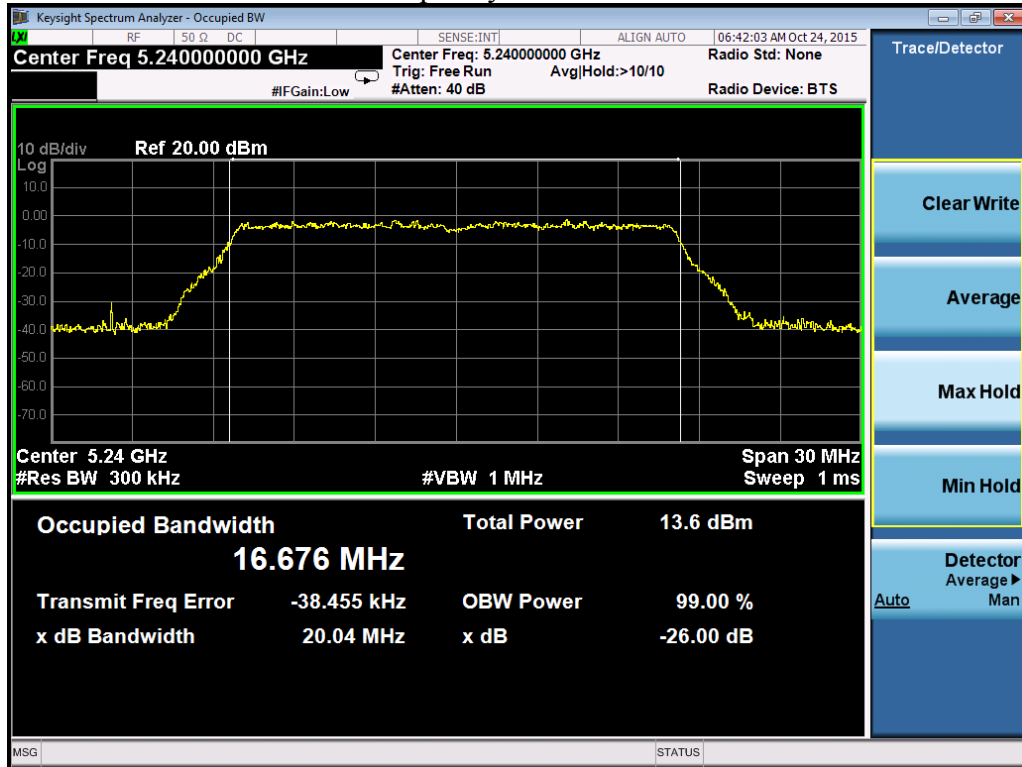 Keysight Spectrum Analyzer - Occupied BW
LXI RF 50 Ω DC SENSE:INT ALIGN AUTO 06:42:03 AM Oct 24, 2015
Center Freq 5.240000000 GHz
#IFGain:Low
Center Freq: 5.240000000 GHz
Trig: Free Run Avg|Hold:>10/10
#Atten: 40 dB
Radio Std: None
Radio Device: BTS
10 dB/div Ref 20.00 dBm
Log
10.0
0.00
-10.0
-20.0
-30.0
-40.0
-50.0
-60.0
-70.0
Center 5.24 GHz Span 30 MHz
#Res BW 300 kHz #VBW 1 MHz Sweep 1 ms
Occupied Bandwidth Total Power 13.6 dBm
16.676 MHz
Transmit Freq Error -38.455 kHz OBW Power 99.00 %
x dB Bandwidth 20.04 MHz x dB -26.00 dB
MSG STATUS
Trace/Detector
Clear Write
Average
Max Hold
Min Hold
Detector
Average▶
Auto Man